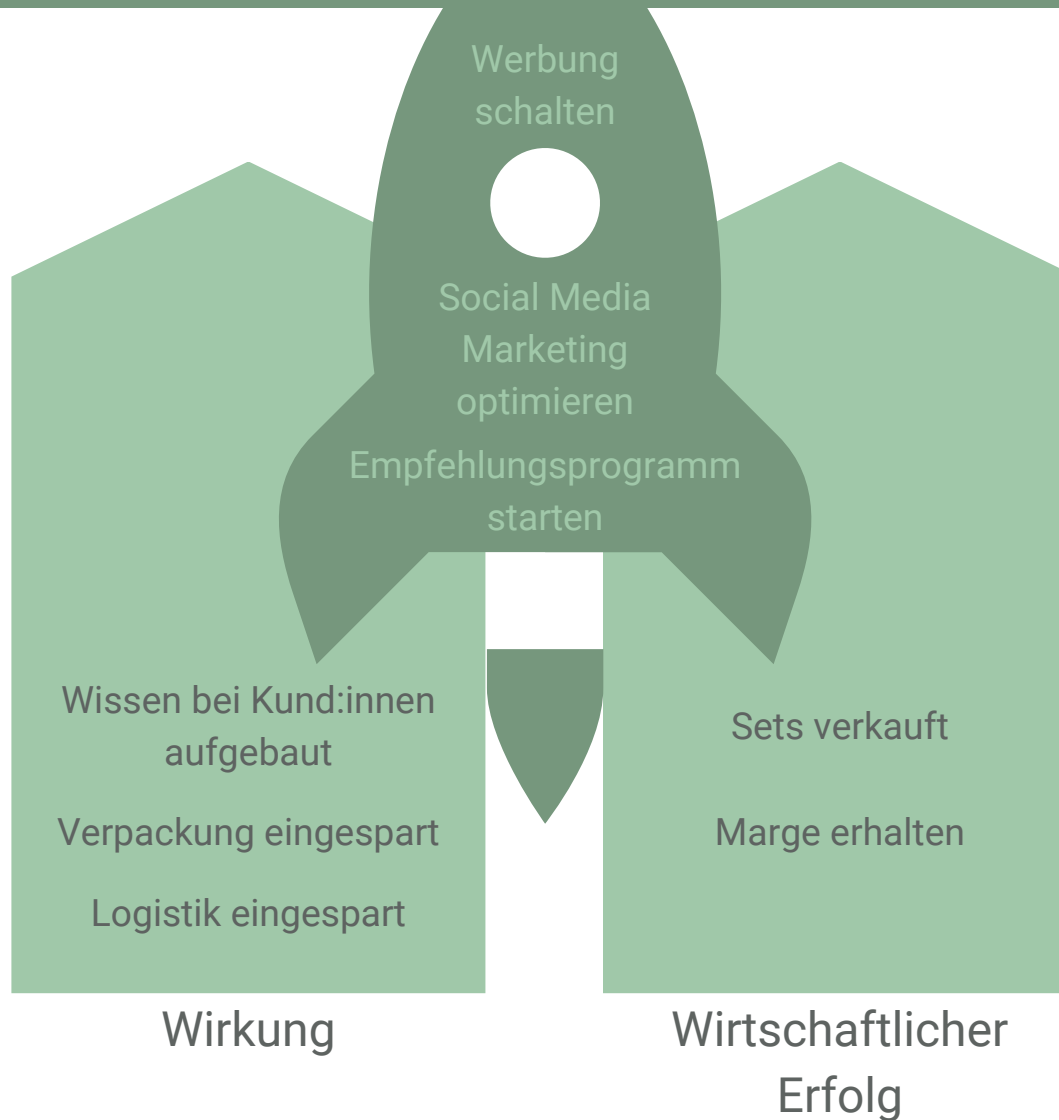 Werbung
schalten
Social Media
Marketing
optimieren
Empfehlungsprogramm
starten
Wissen bei Kund:innen
aufgebaut
Verpackung eingespart
Logistik eingespart
Wirkung
Sets verkauft
Marge erhalten
Wirtschaftlicher
Erfolg